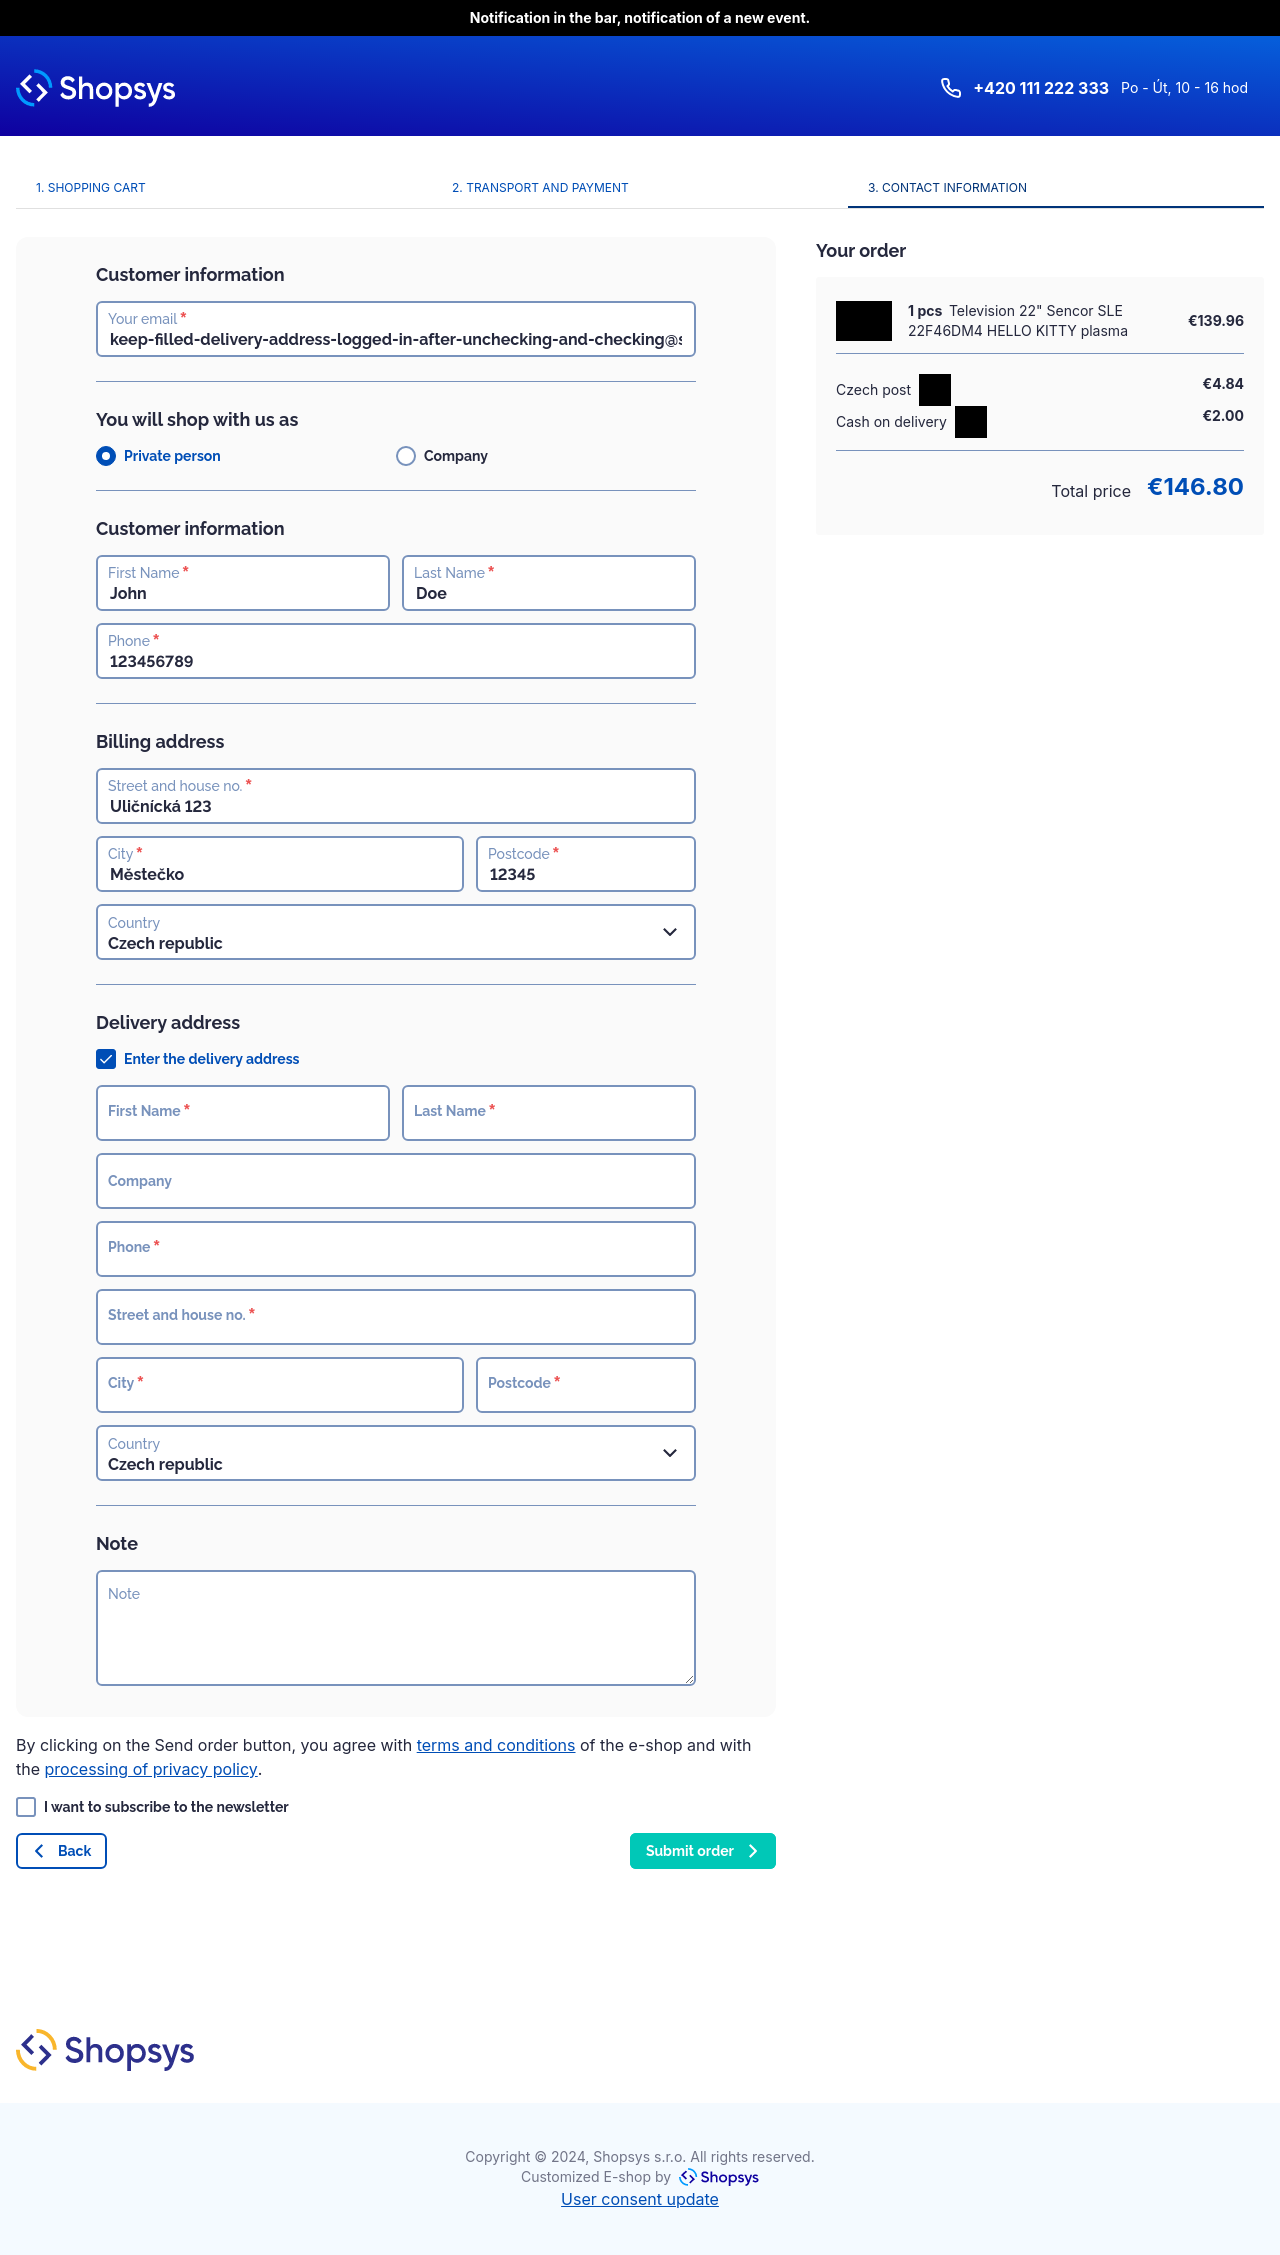 Notification in the bar, notification of a new event.
Shopsys
+420 111 222 333 Po - Út, 10 - 16 hod
1. SHOPPING CART
2. TRANSPORT AND PAYMENT
3. CONTACT INFORMATION
Customer information
Your email *
keep-filled-delivery-address-logged-in-after-unchecking-and-checking@s
You will shop with us as
Private person
Company
Customer information
First Name *
John
Last Name *
Doe
Phone *
123456789
Billing address
Street and house no. *
Uličnícká 123
City *
Městečko
Postcode *
12345
Country
Czech republic
Delivery address
Enter the delivery address
First Name *
Last Name *
Company
Phone *
Street and house no. *
City *
Postcode *
Country
Czech republic
Note
Note
By clicking on the Send order button, you agree with terms and conditions of the e-shop and with
the processing of privacy policy.
I want to subscribe to the newsletter
Back
Submit order
Your order
1 pcs Television 22" Sencor SLE
22F46DM4 HELLO KITTY plasma
€139.96
Czech post
€4.84
Cash on delivery
€2.00
Total price €146.80
Shopsys
Copyright © 2024, Shopsys s.r.o. All rights reserved.
Customized E-shop by Shopsys
User consent update